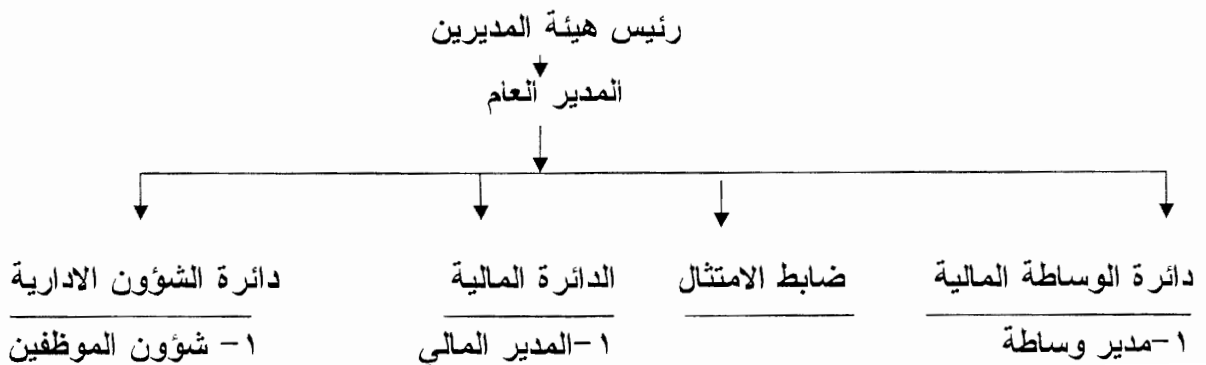 رئيس هيئة المديرين
المدير العام
دائرة الوساطة المالية ضابط الامتثال الدائرة المالية دائرة الشؤون الادارية
١-مدير وساطة ١-المدير المالي ١- شؤون الموظفين